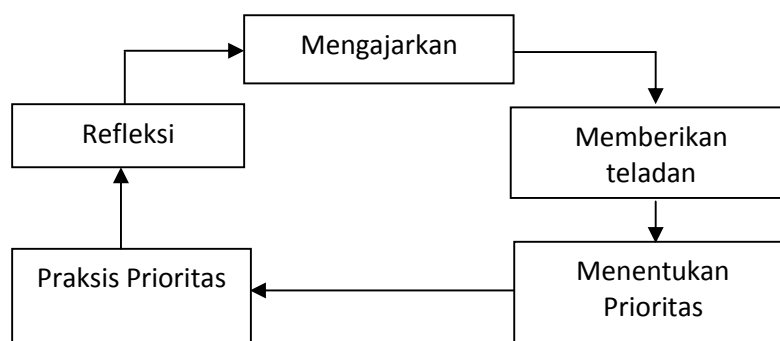 Mengajarkan
Refleksi
Memberikan
teladan
Praksis Prioritas
Menentukan
Prioritas